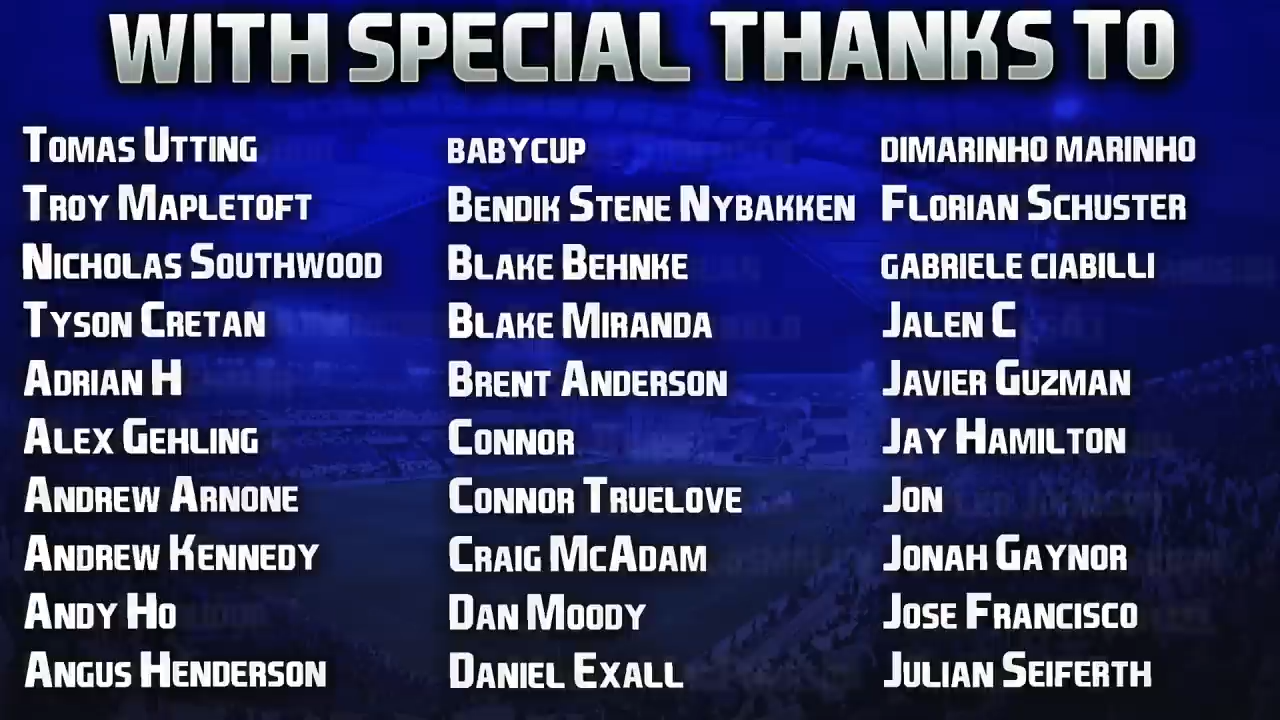 WITH SPECIAL THANKS TO
Tomas Utting
Troy Mapletoft
Nicholas Southwood
Tyson Cretan
Adrian H
Alex Gehling
Andrew Arnone
Andrew Kennedy
Andy Ho
Angus Henderson
babycup
Bendik Stene Nybakken
Blake Behnke
Blake Miranda
Brent Anderson
Connor
Connor Truelove
Craig McAdam
Dan Moody
Daniel Exall
dimarinho marinho
Florian Schuster
gabriele ciabilli
Jalen C
Javier Guzman
Jay Hamilton
Jon
Jonah Gaynor
Jose Francisco
Julian Seiferth